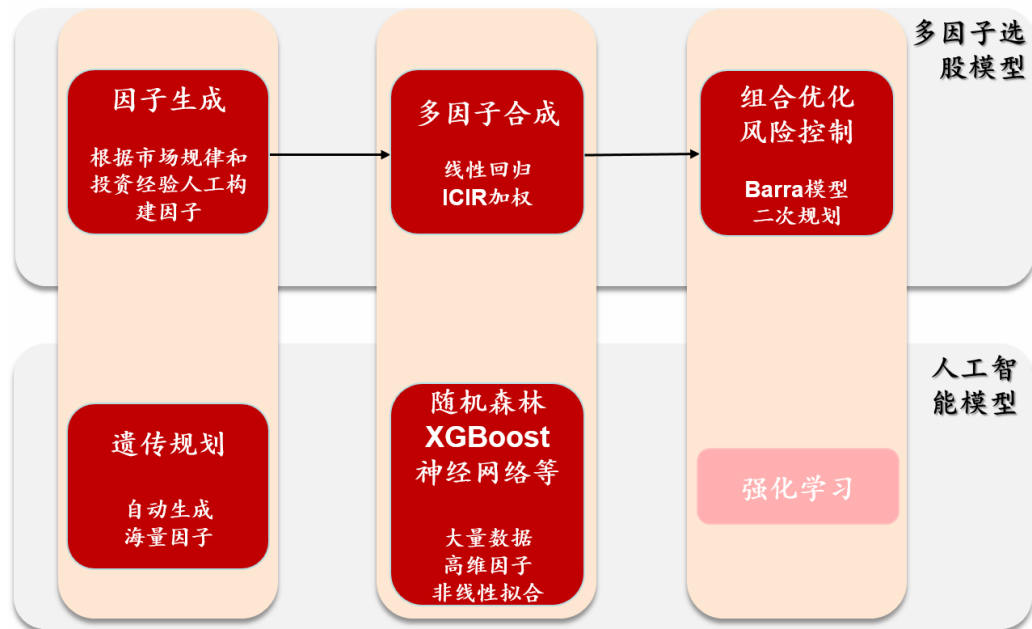 多因子选
股模型
因子生成
根据市场规律和
投资经验人工构
建因子
多因子合成
线性回归
ICIR加权
组合优化
风险控制
Barra模型
二次规划
人工智
能模型
遗传规划
自动生成
海量因子
随机森林
XGBoost
神经网络等
大量数据
高维因子
非线性拟合
强化学习